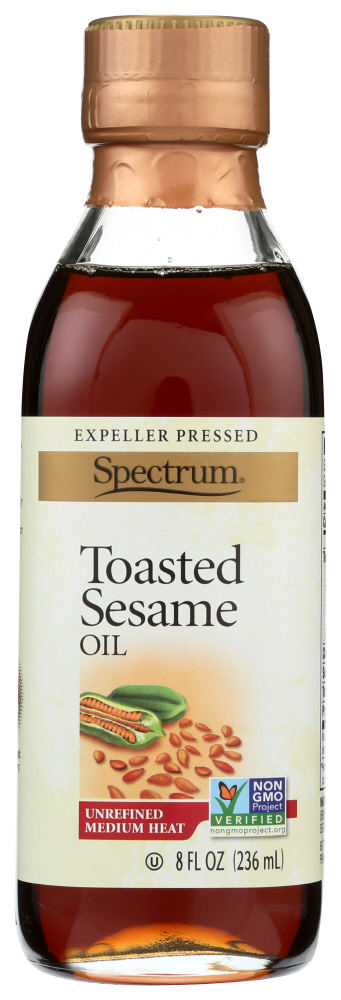 EXPELLER PRESSED
Spectrum®
Toasted
Sesame
OIL
UNREFINED
MEDIUM HEAT
NON
GMO
Project
VERIFIED
nongmoproject.org
U 8 FL OZ (236 mL)